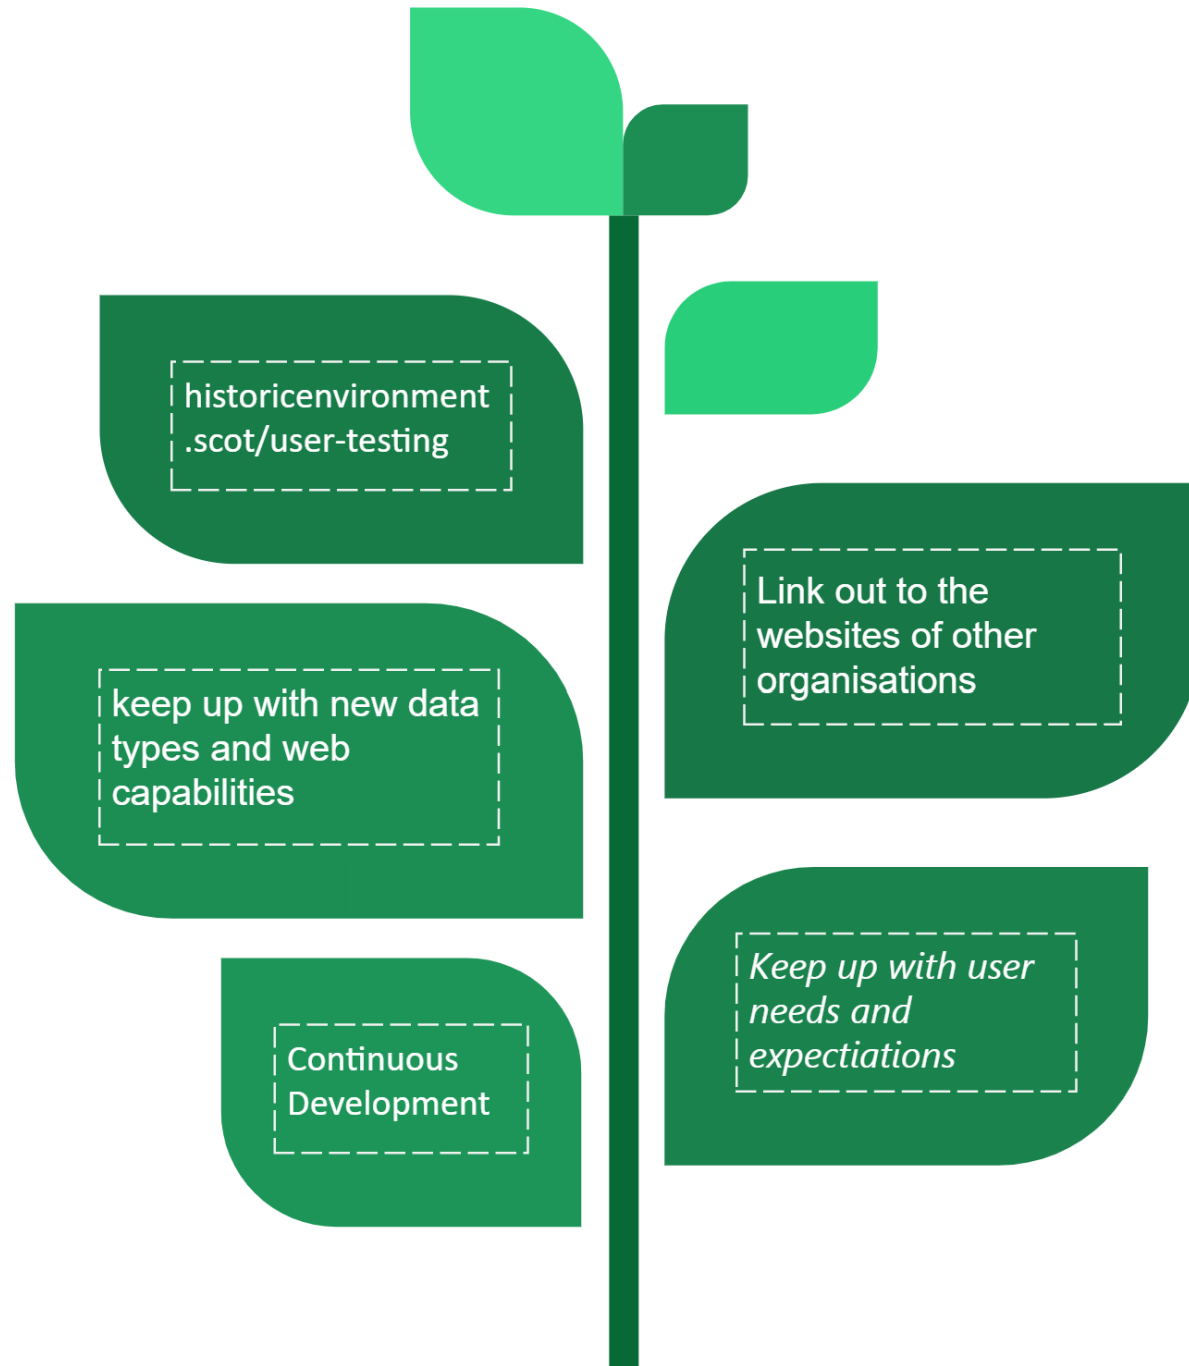 historicenvironment
.scot/user-testing
Link out to the
websites of other
organisations
keep up with new data
types and web
capabilities
Keep up with user
needs and
expectiations
Continuous
Development